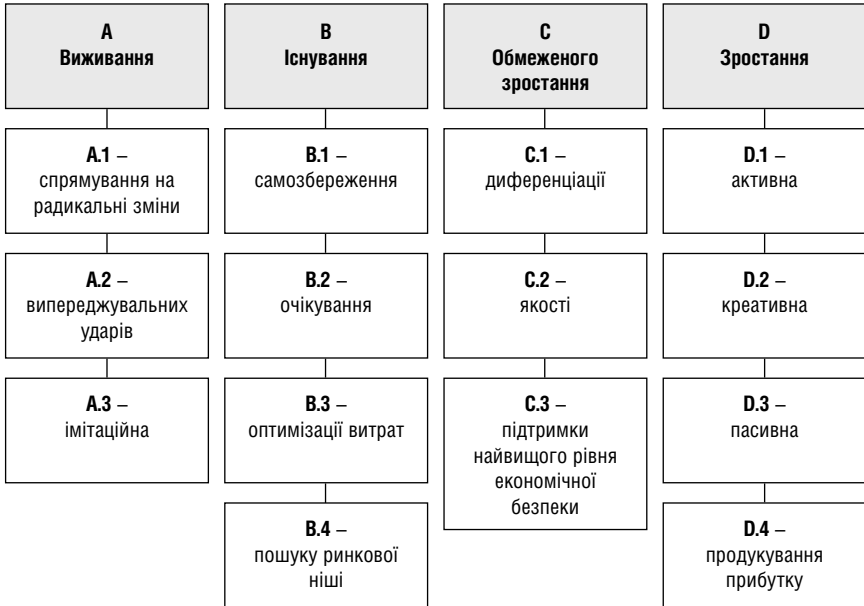 A
Виживання
A.1 –
спрямування на
радикальні зміни
A.2 –
випереджувальних
ударів
A.3 –
імітаційна
B
Існування
B.1 –
самозбереження
B.2 –
очікування
B.3 –
оптимізації витрат
B.4 –
пошуку ринкової
ніші
C
Обмеженого
зростання
C.1 –
диференціації
C.2 –
якості
C.3 –
підтримки
найвищого рівня
економічної
безпеки
D
Зростання
D.1 –
активна
D.2 –
креативна
D.3 –
пасивна
D.4 –
продукування
прибутку